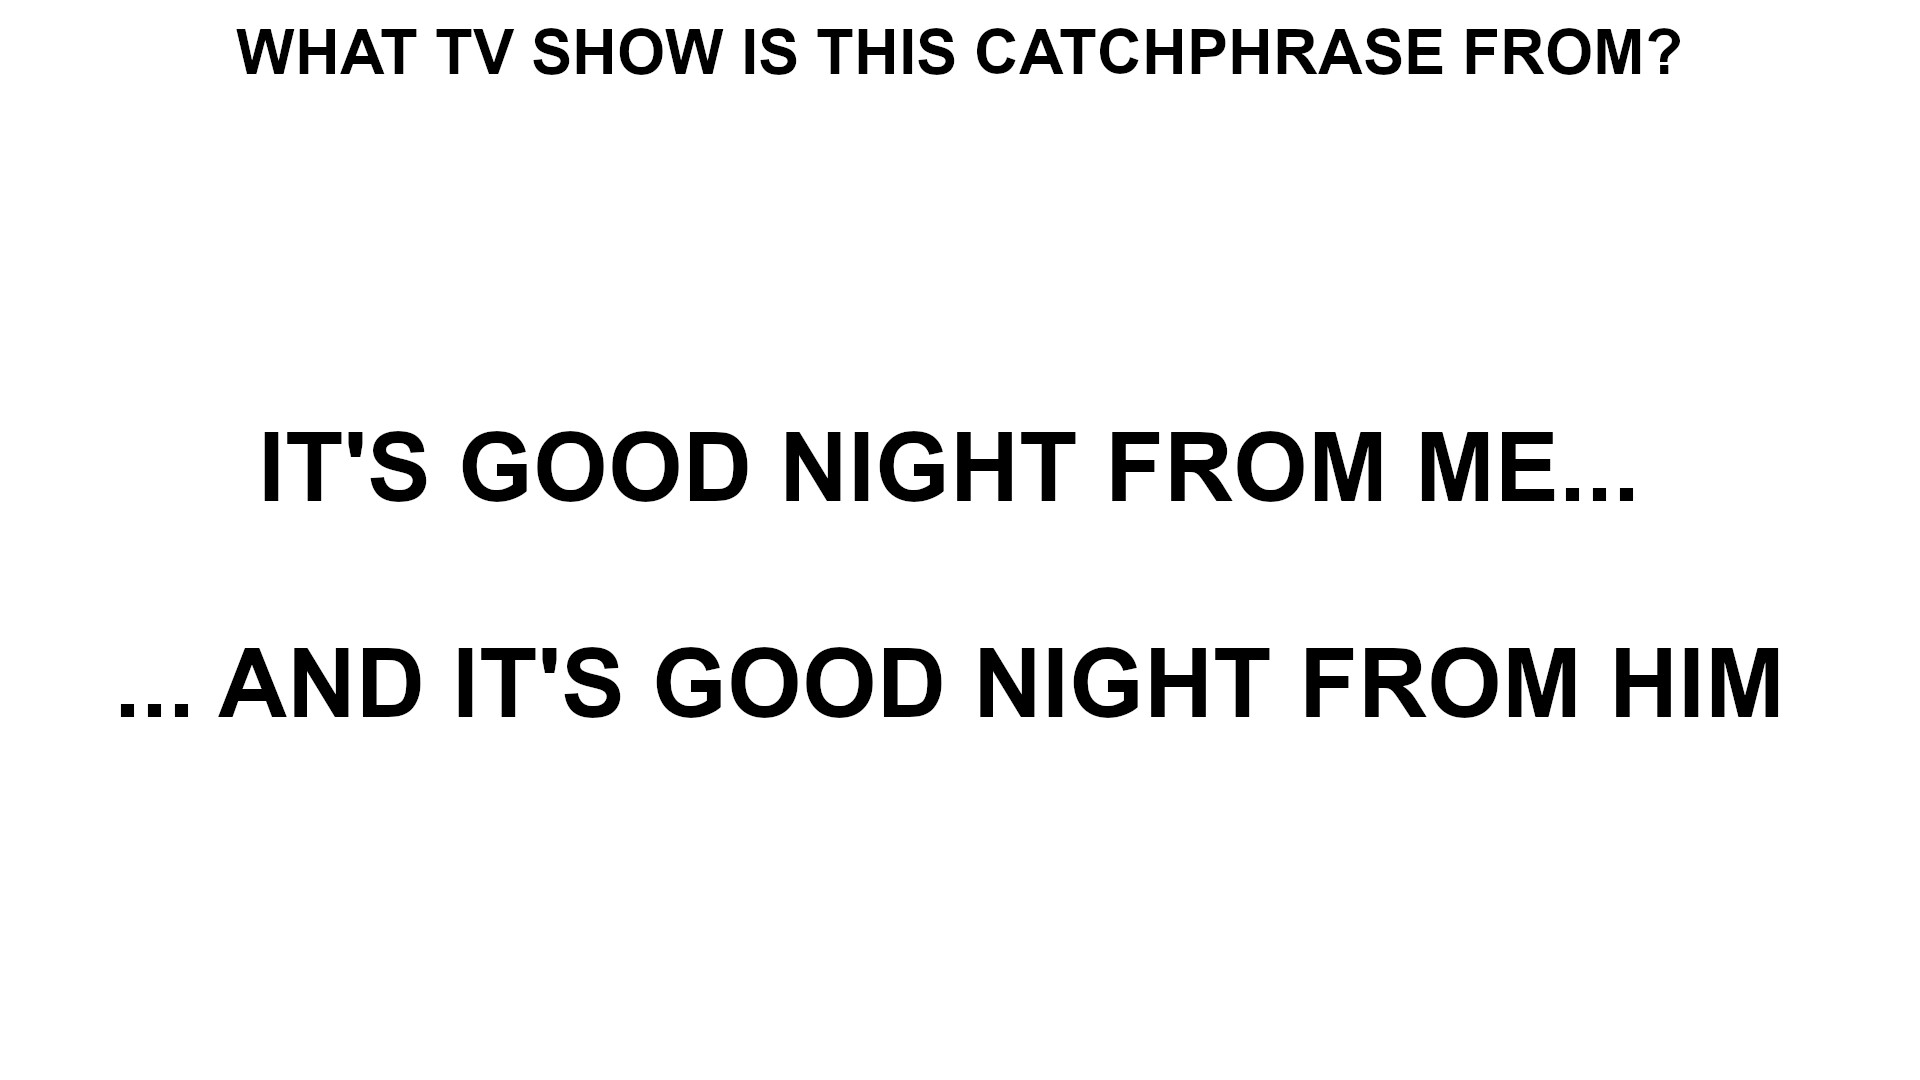 WHAT TV SHOW IS THIS CATCHPHRASE FROM?
IT'S GOOD NIGHT FROM ME...
... AND IT'S GOOD NIGHT FROM HIM